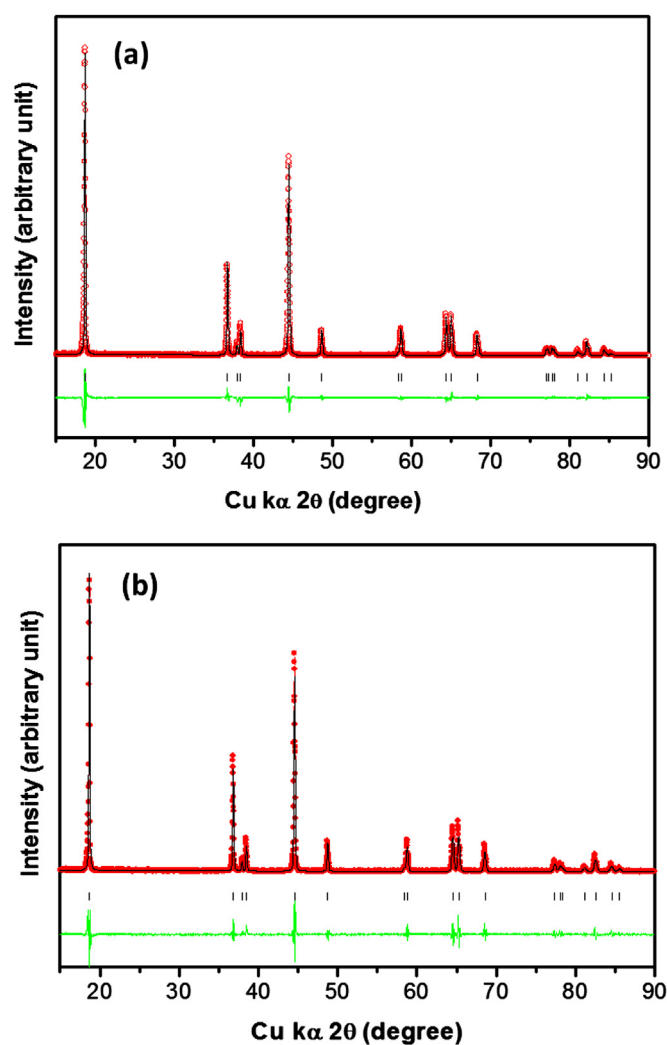 (a)
Intensity (arbitrary unit)
20 30 40 50 60 70 80 90
Cu kα 2θ (degree)
(b)
Intensity (arbitrary unit)
20 30 40 50 60 70 80 90
Cu kα 2θ (degree)